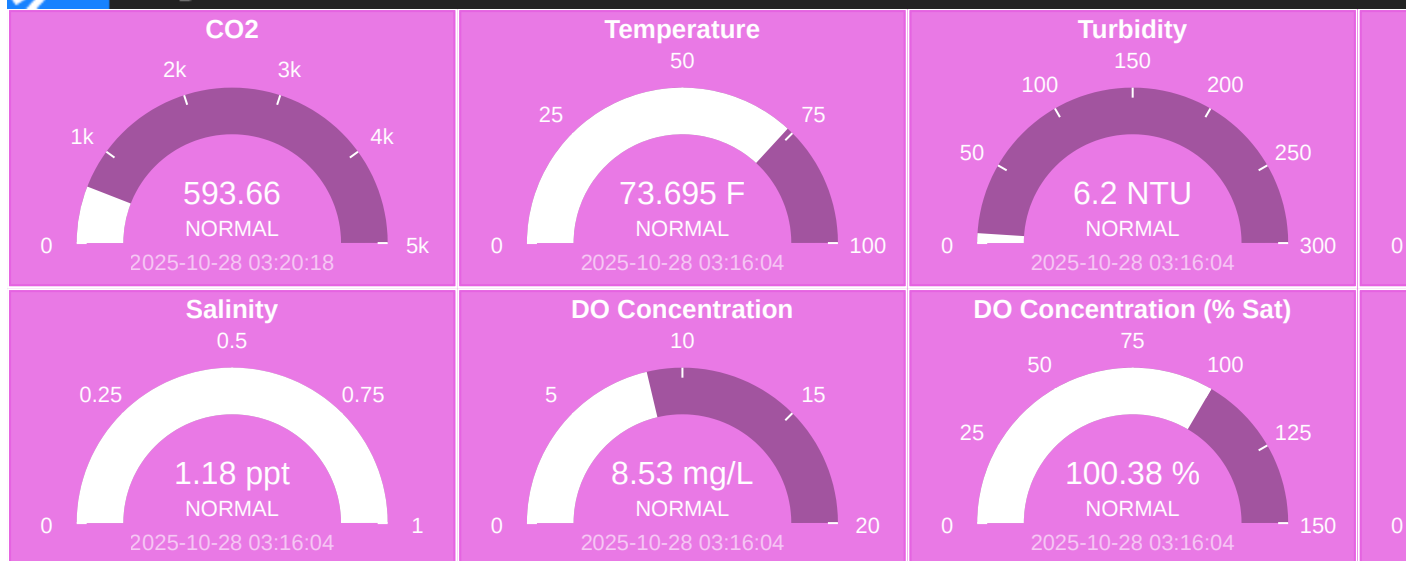 CO2
0
1k
2k
3k
4k
5k
593.66
NORMAL
2025-10-28 03:20:18
Temperature
0
25
50
75
100
73.695 F
NORMAL
2025-10-28 03:16:04
Turbidity
0
50
100
150
200
250
300
6.2 NTU
NORMAL
2025-10-28 03:16:04
0
Salinity
0
0.25
0.5
0.75
1
1.18 ppt
NORMAL
2025-10-28 03:16:04
DO Concentration
0
5
10
15
20
8.53 mg/L
NORMAL
2025-10-28 03:16:04
DO Concentration (% Sat)
0
25
50
75
100
125
150
100.38 %
NORMAL
2025-10-28 03:16:04
0